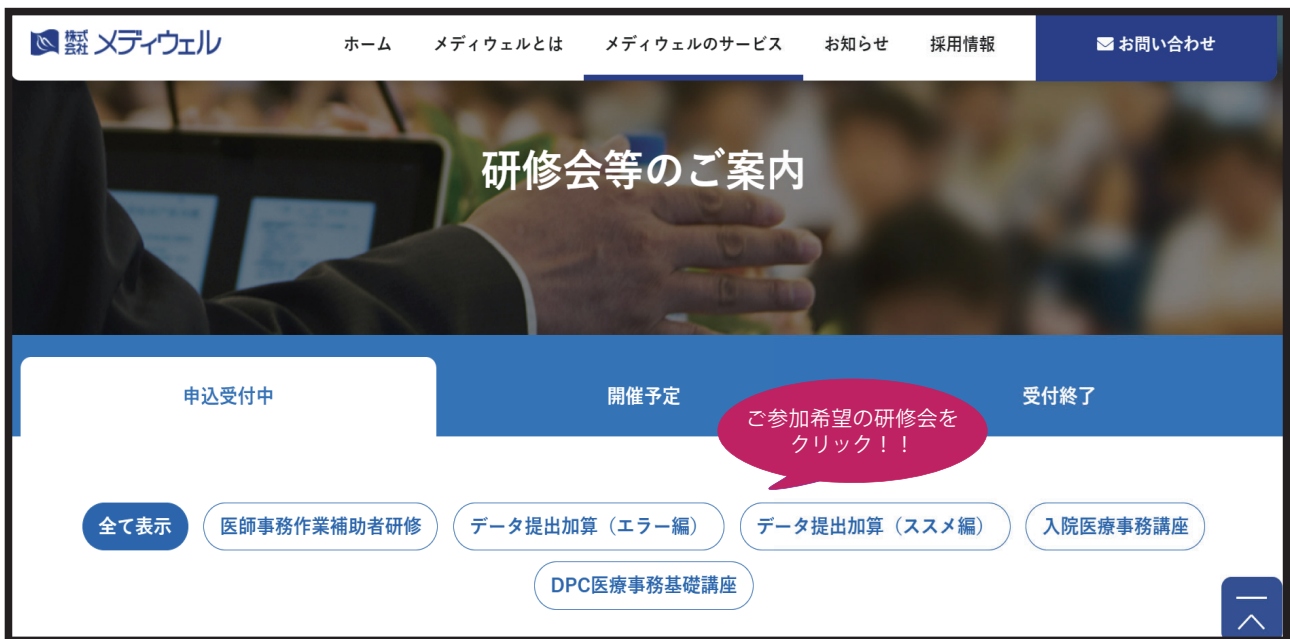 株式会社 メディウェル
ホーム メディウェルとは メディウェルのサービス お知らせ 採用情報 お問い合わせ
研修会等のご案内
申込受付中 開催予定 受付終了
ご参加希望の研修会を
クリック！！
全て表示 医師事務作業補助者研修 データ提出加算（エラー編） データ提出加算（ススメ編） 入院医療事務講座
DPC医療事務基礎講座